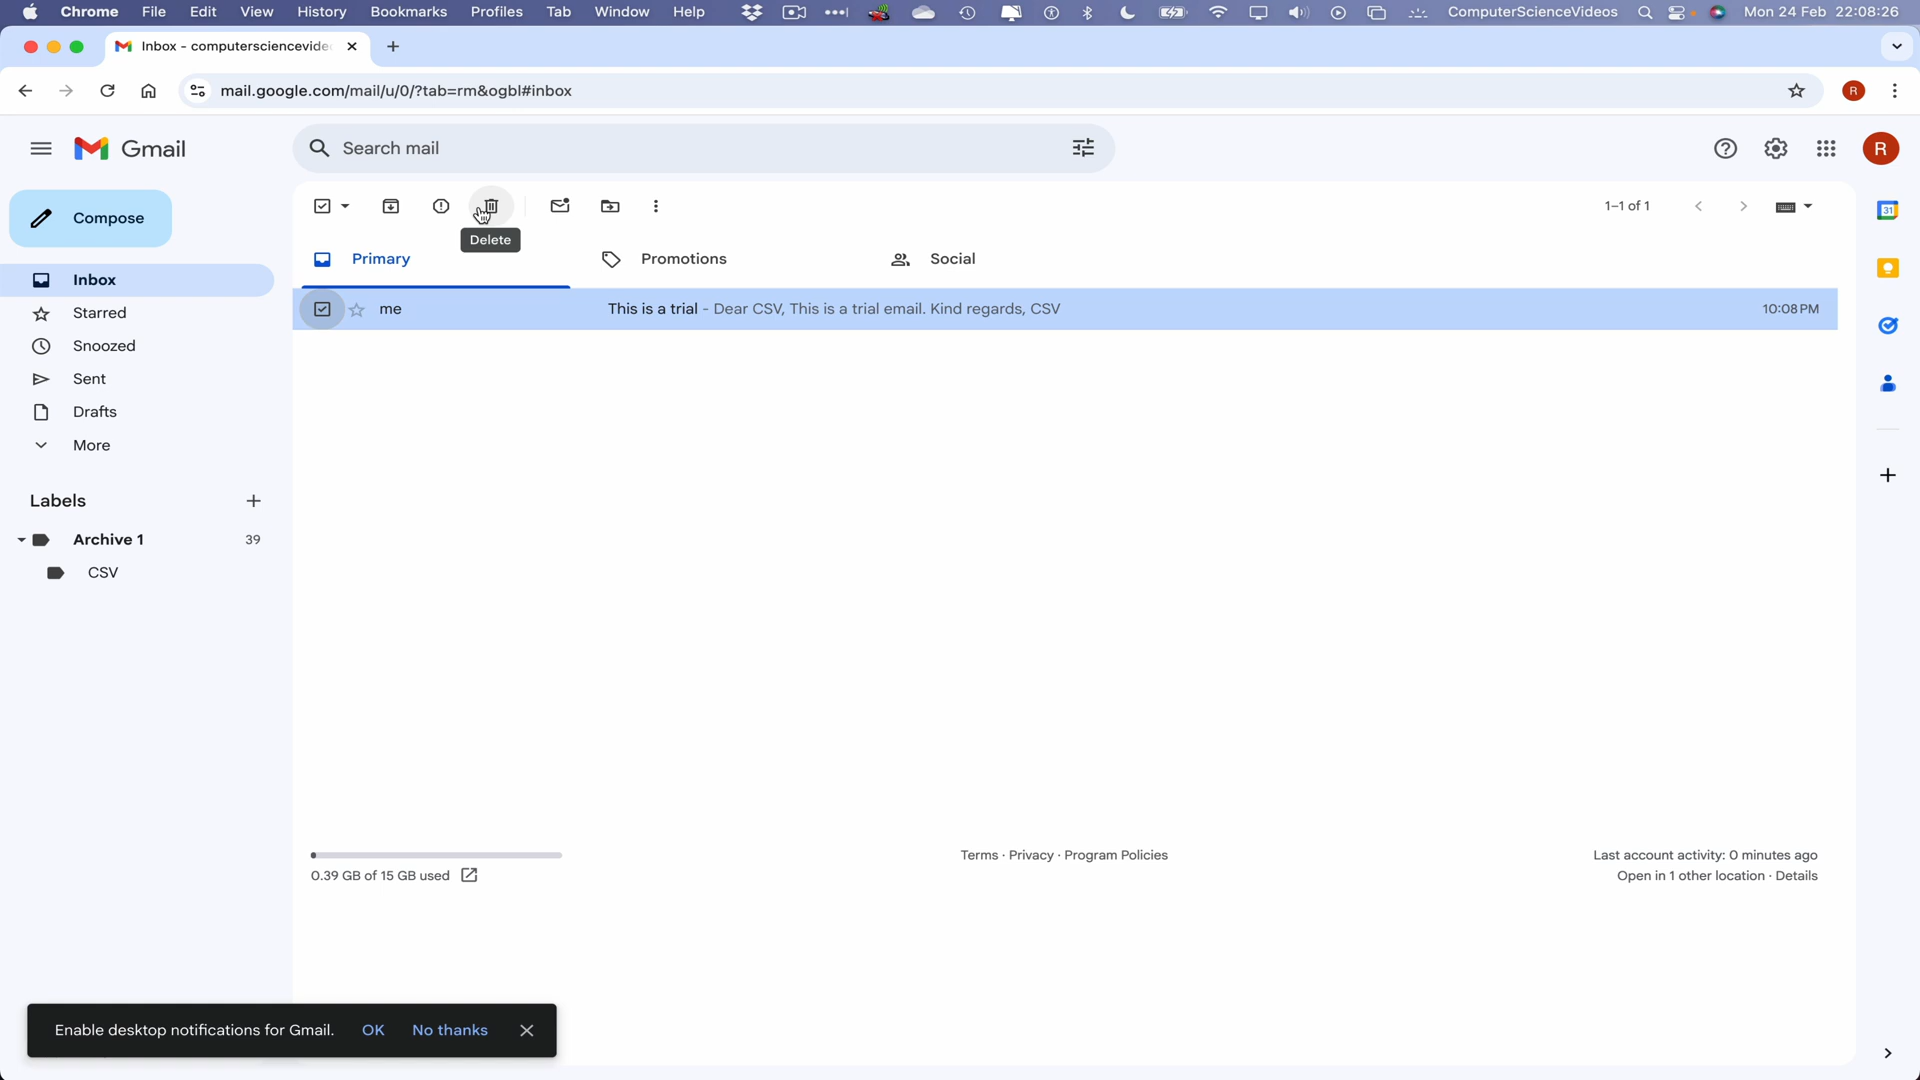 Chrome File Edit View History Bookmarks Profiles Tab Window Help ComputerScienceVideos Mon 24 Feb 22:08:26
Inbox - computersciencevide
mail.google.com/mail/u/0/?tab=rm&ogbl#inbox R
Gmail Search mail R
Compose
1–1 of 1
31
Delete
Primary Promotions Social
Inbox
me This is a trial - Dear CSV, This is a trial email. Kind regards, CSV 10:08 PM
Starred
Snoozed
Sent
Drafts
More
Labels
Archive 1 39
CSV
Terms · Privacy · Program Policies Last account activity: 0 minutes ago
0.39 GB of 15 GB used Open in 1 other location · Details
Enable desktop notifications for Gmail. OK No thanks